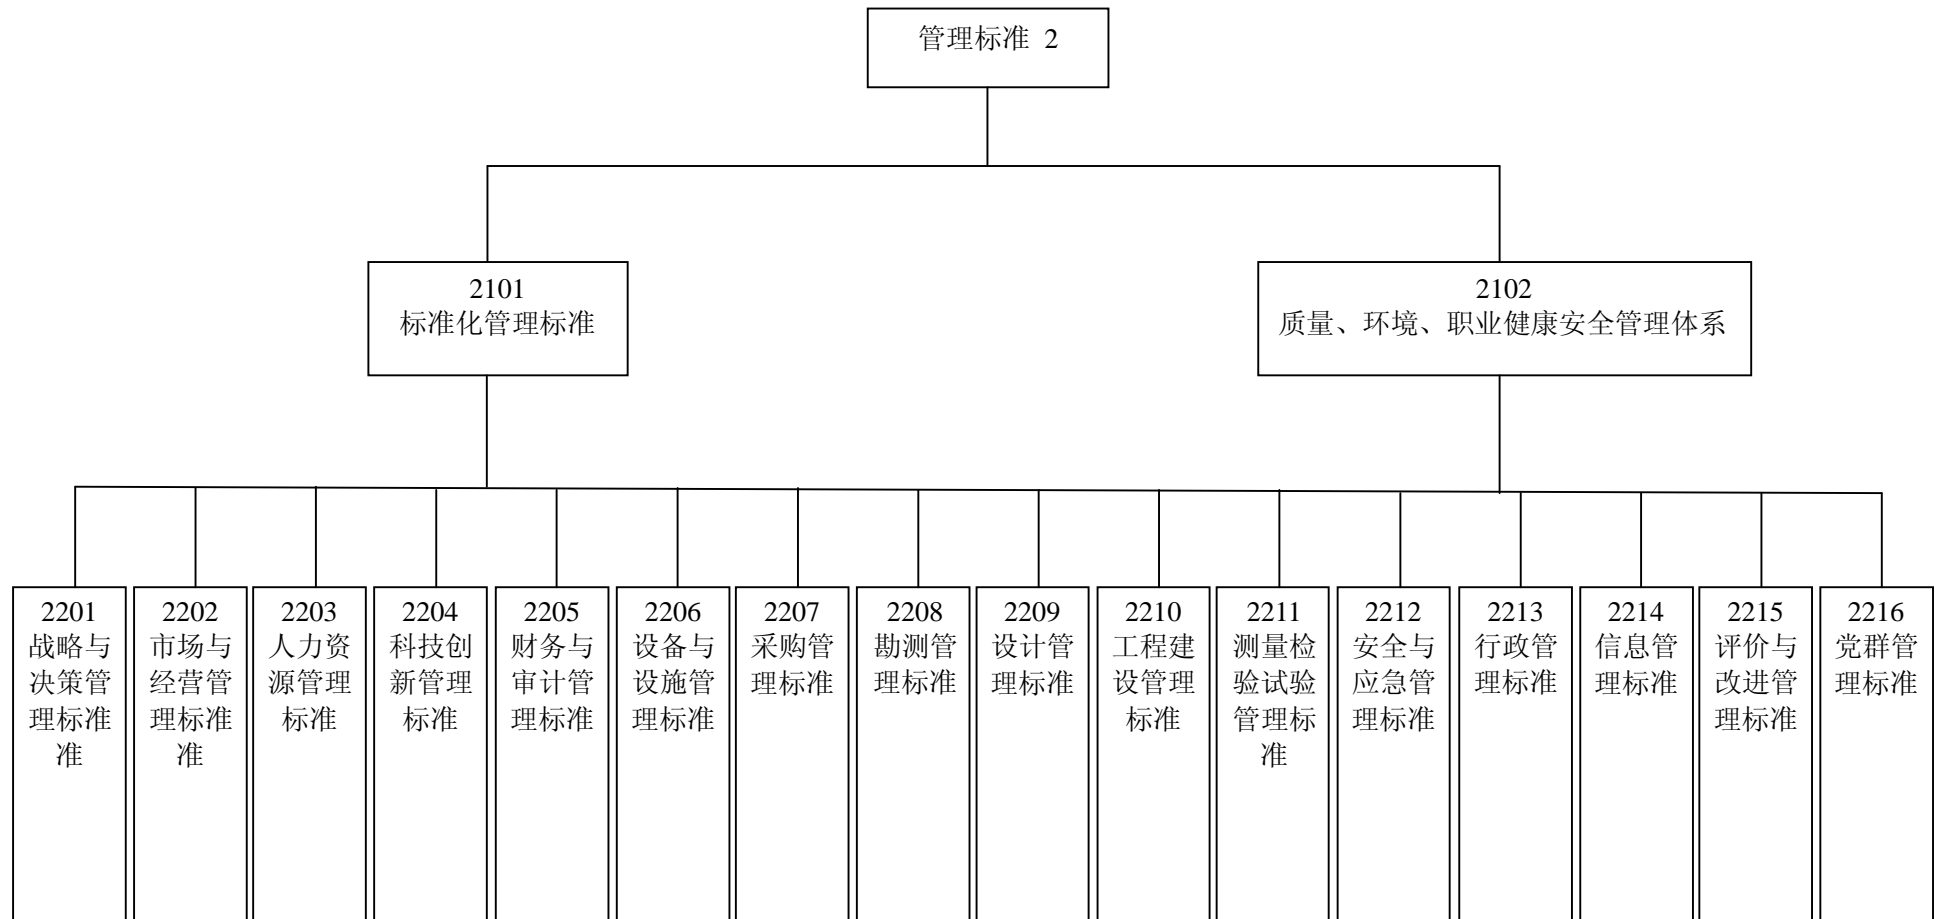 管理标准 2
2101
标准化管理标准
2102
质量、环境、职业健康安全管理体系
2201
战略与
决策管
理标准
准
2202
市场与
经营管
理标准
准
2203
人力资
源管理
标准
2204
科技创
新管理
标准
2205
财务与
审计管
理标准
2206
设备与
设施管
理标准
2207
采购管
理标准
2208
勘测管
理标准
2209
设计管
理标准
2210
工程建
设管理
标准
2211
测量检
验试验
管理标
准
2212
安全与
应急管
理标准
2213
行政管
理标准
2214
信息管
理标准
2215
评价与
改进管
理标准
2216
党群管
理标准